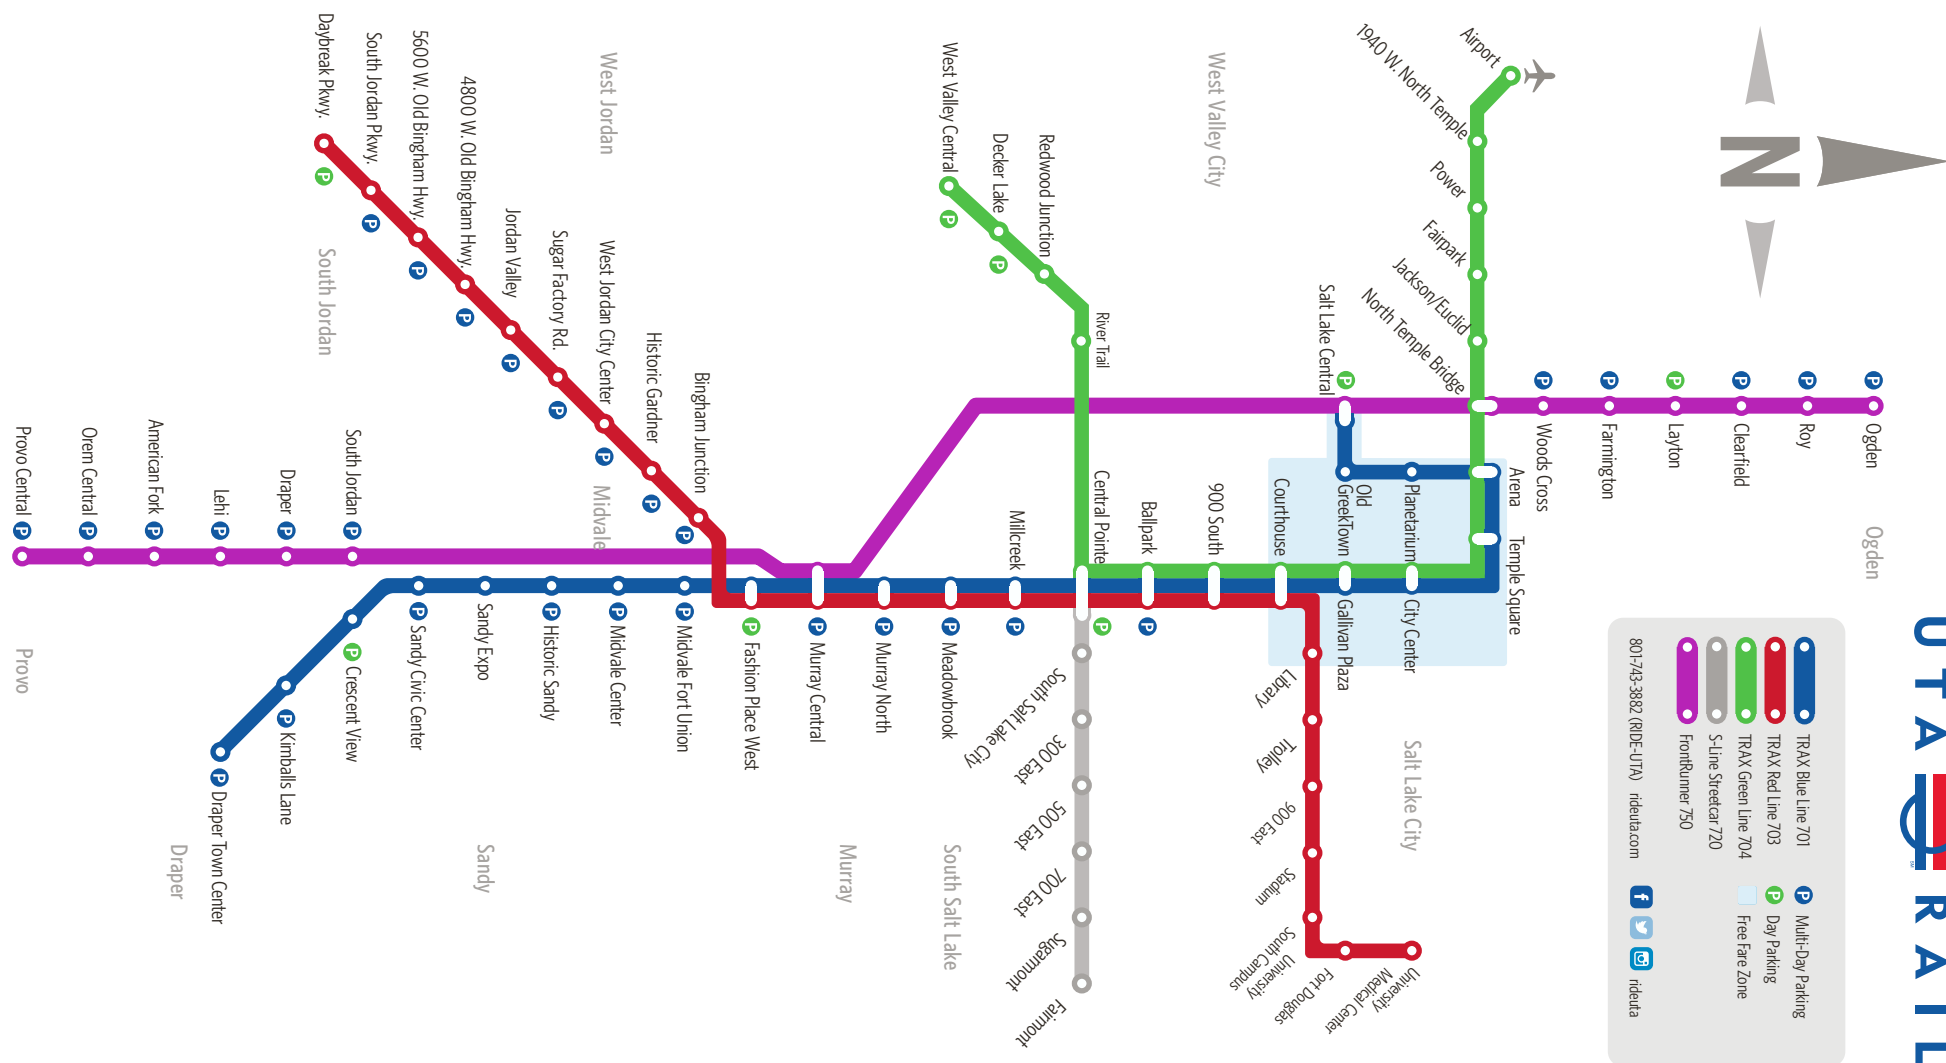 UTA RAIL
TRAX Blue Line 701
TRAX Red Line 703
TRAX Green Line 704
S-Line Streetcar 720
FrontRunner 750
P Multi-Day Parking
P Day Parking
Free Fare Zone
801-743-3882 (RIDE-UTA) rideuta.com
f
rideuta
N
Ogden
Ogden
P
Roy
P
Clearfield
P
Layton
P
Farmington
P
Woods Cross
P
Airport
1940 W. North Temple
Power
Fairpark
Jackson/Euclid
North Temple Bridge
Arena
Temple Square
Salt Lake Central
P
Old
GreekTown
Planetarium
City Center
Gallivan Plaza
Courthouse
900 South
Ballpark
P
Central Pointe
P
Millcreek
P
Salt Lake City
Library
Trolley
900 East
Stadium
University
South Campus
Fort Douglas
University
Medical Center
West Valley City
West Valley Central
P
Decker Lake
P
Redwood Junction
River Trail
South Salt Lake City
300 East
500 East
700 East
Sugarmont
Fairmont
South Salt Lake
Meadowbrook
P
Murray North
P
Murray Central
P
Murray
Fashion Place West
P
West Jordan
Bingham Junction
P
Historic Gardner
P
West Jordan City Center
P
Sugar Factory Rd.
P
Jordan Valley
P
4800 W. Old Bingham Hwy.
P
5600 W. Old Bingham Hwy.
P
South Jordan Pkwy.
P
Daybreak Pkwy.
P
South Jordan
Midvale
P Midvale Fort Union
P Midvale Center
P Historic Sandy
Sandy Expo
P Sandy Civic Center
Sandy
P Crescent View
P Kimballs Lane
P Draper Town Center
Draper
South Jordan P
Draper P
Lehi P
American Fork P
Orem Central P
Provo Central P
Provo